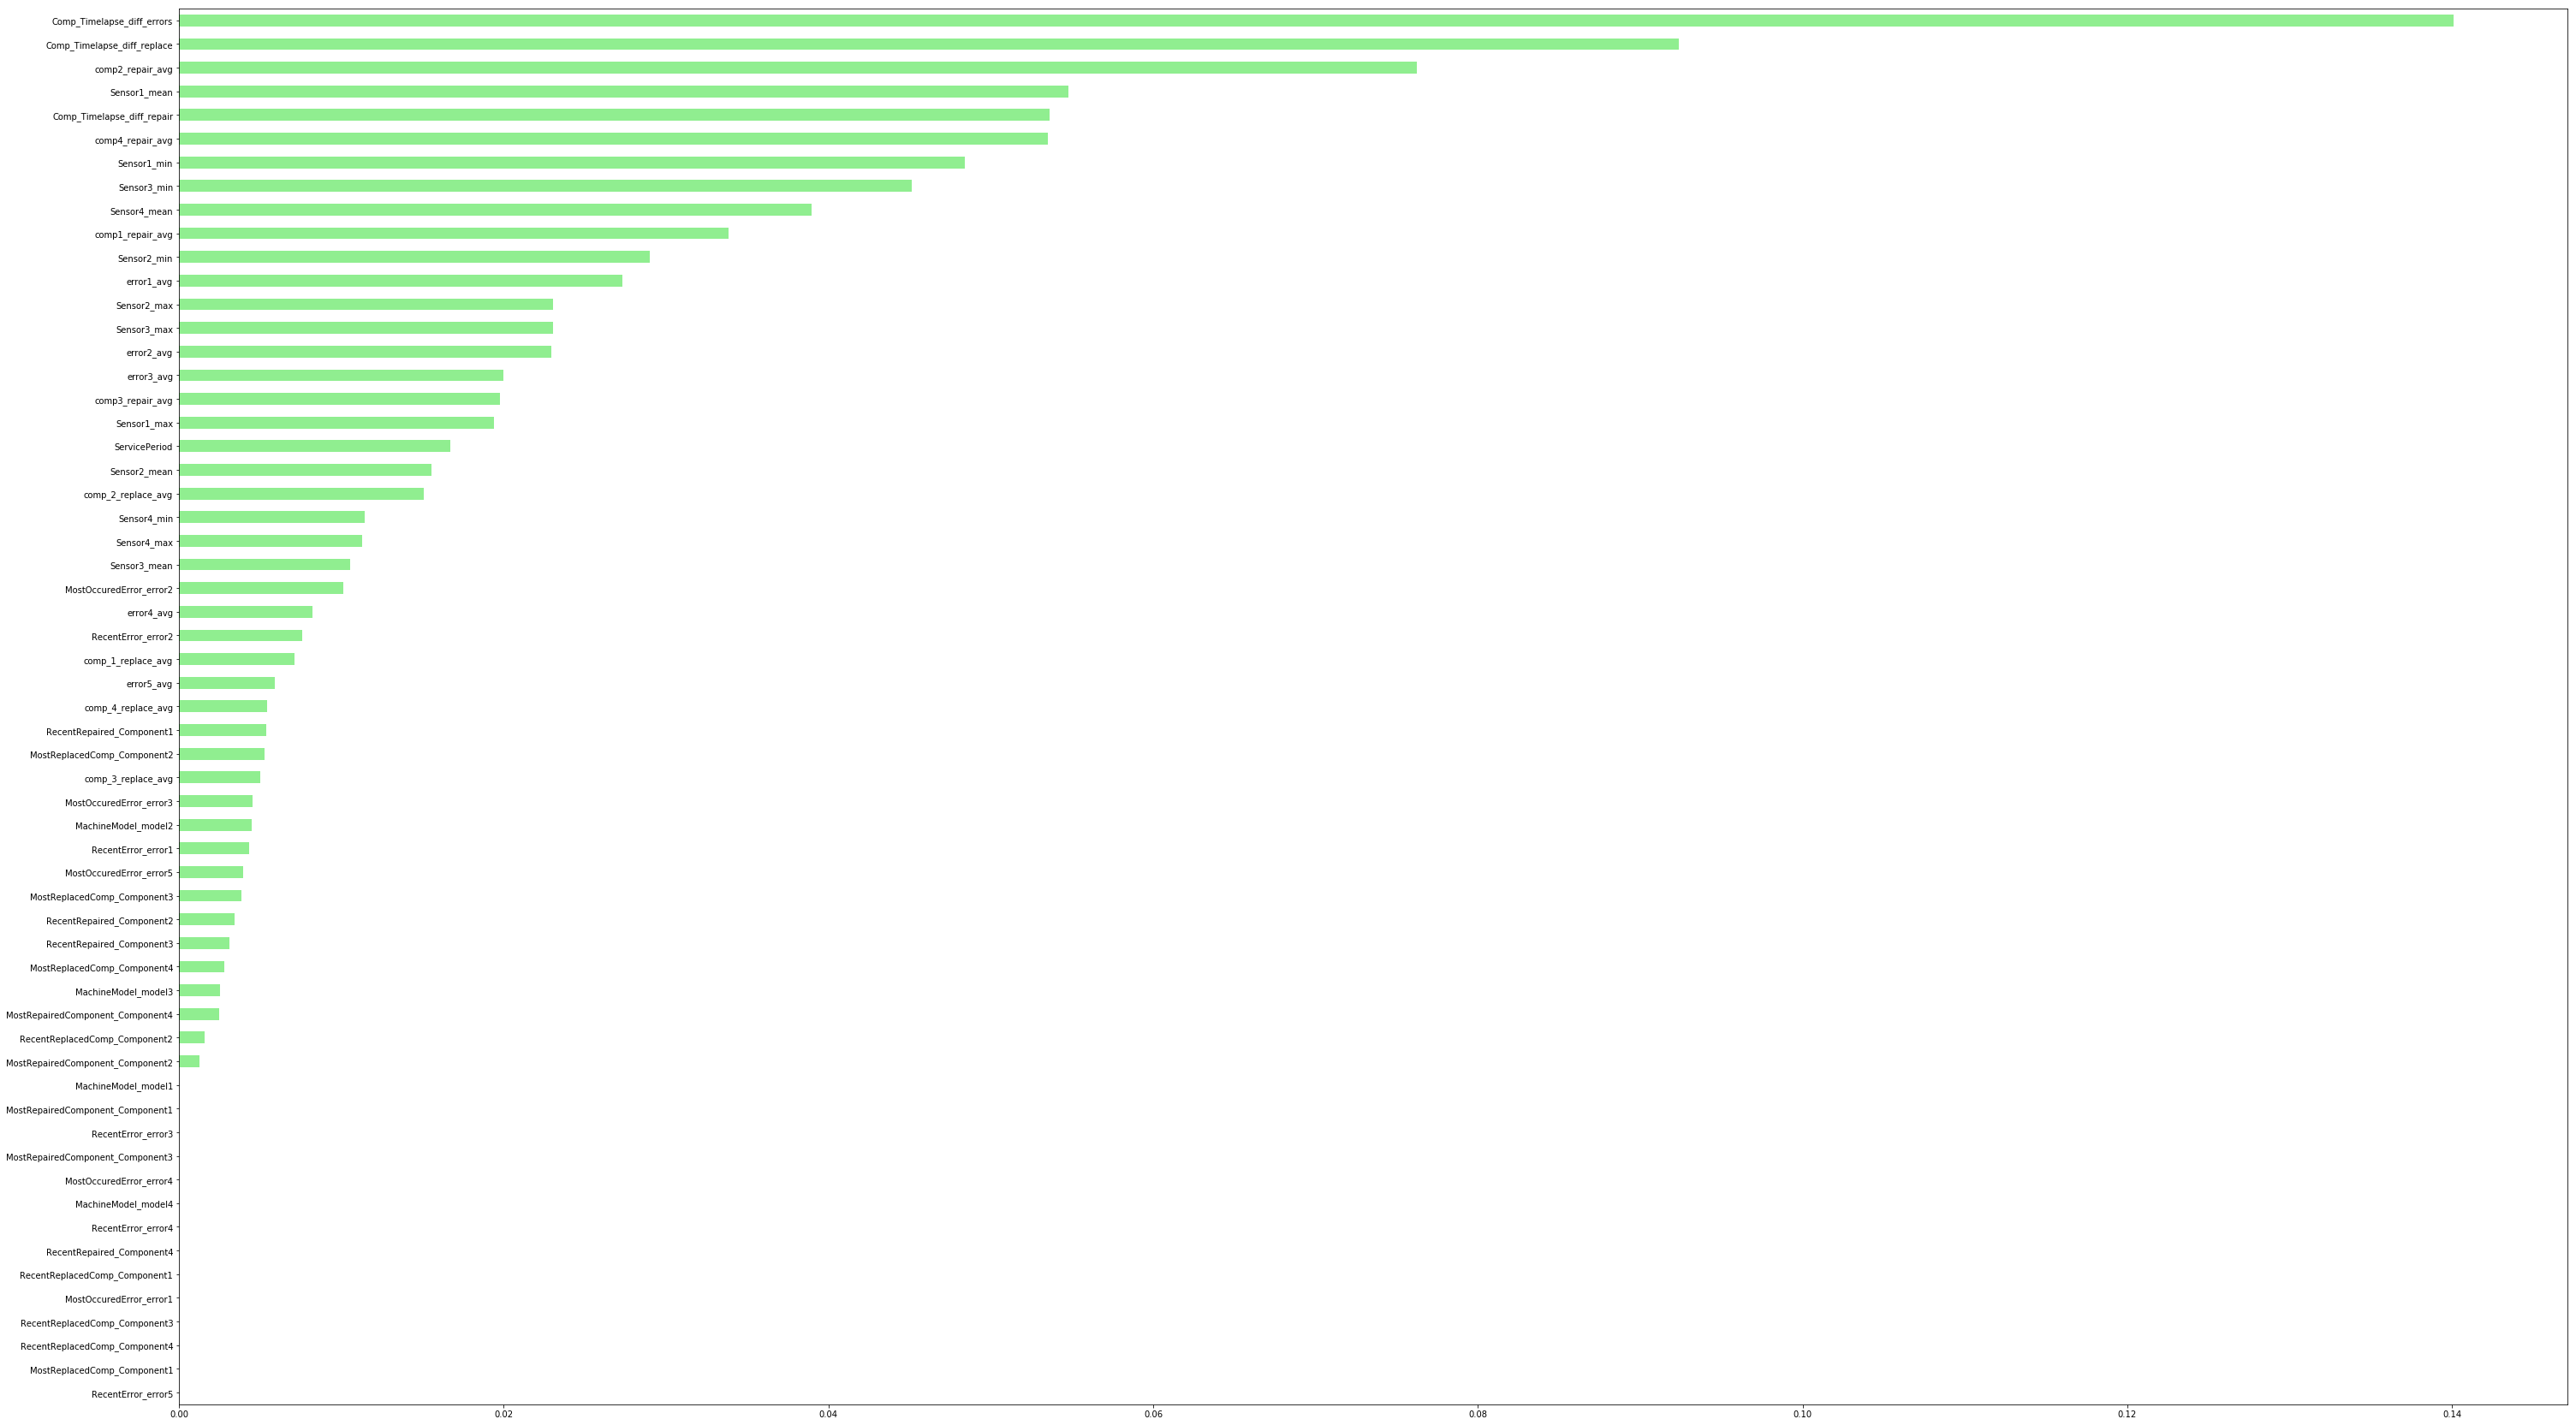 Comp_Timelapse_diff_errors
Comp_Timelapse_diff_replace
comp2_repair_avg
Sensor1_mean
Comp_Timelapse_diff_repair
comp4_repair_avg
Sensor1_min
Sensor3_min
Sensor4_mean
comp1_repair_avg
Sensor2_min
error1_avg
Sensor2_max
Sensor3_max
error2_avg
error3_avg
comp3_repair_avg
Sensor1_max
ServicePeriod
Sensor2_mean
comp_2_replace_avg
Sensor4_min
Sensor4_max
Sensor3_mean
MostOccuredError_error2
error4_avg
RecentError_error2
comp_1_replace_avg
error5_avg
comp_4_replace_avg
RecentRepaired_Component1
MostReplacedComp_Component2
comp_3_replace_avg
MostOccuredError_error3
MachineModel_model2
RecentError_error1
MostOccuredError_error5
MostReplacedComp_Component3
RecentRepaired_Component2
RecentRepaired_Component3
MostReplacedComp_Component4
MachineModel_model3
MostRepairedComponent_Component4
RecentReplacedComp_Component2
MostRepairedComponent_Component2
MachineModel_model1
MostRepairedComponent_Component1
RecentError_error3
MostRepairedComponent_Component3
MostOccuredError_error4
MachineModel_model4
RecentError_error4
RecentRepaired_Component4
RecentReplacedComp_Component1
MostOccuredError_error1
RecentReplacedComp_Component3
RecentReplacedComp_Component4
MostReplacedComp_Component1
RecentError_error5
0.00 0.02 0.04 0.06 0.08 0.10 0.12 0.14